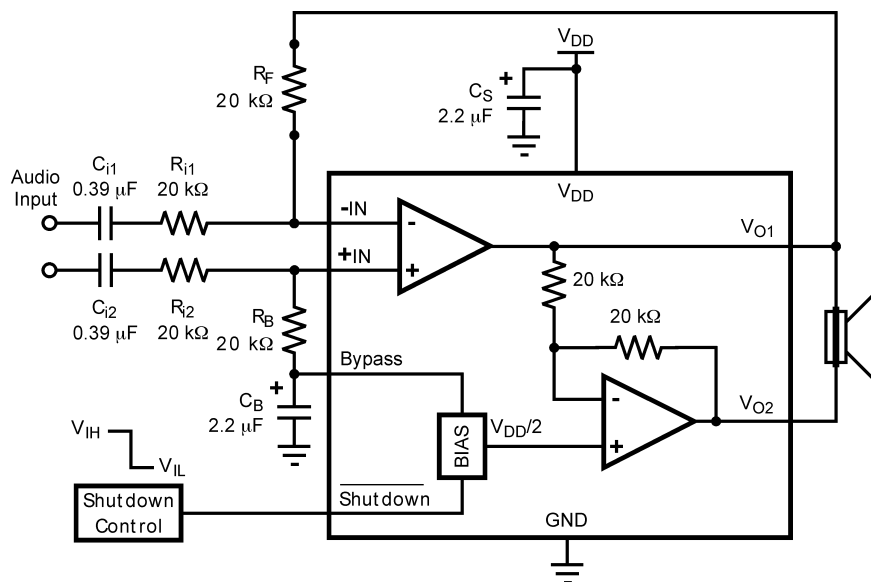 V_DD
R_F
20 kΩ
C_S
2.2 µF
Audio
Input
C_i1
0.39 µF
R_i1
20 kΩ
-IN
V_DD
V_O1
+IN
20 kΩ
C_i2
0.39 µF
R_i2
20 kΩ
R_B
20 kΩ
20 kΩ
Bypass
C_B
2.2 µF
V_O2
V_DD/2
BIAS
V_IH
V_IL
Shutdown
Shutdown
Control
GND